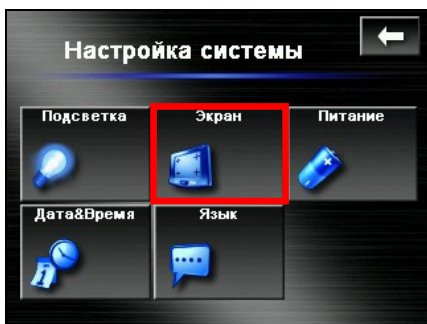 Настройка системы
Подсветка
Экран
Питание
Дата&Время
Язык